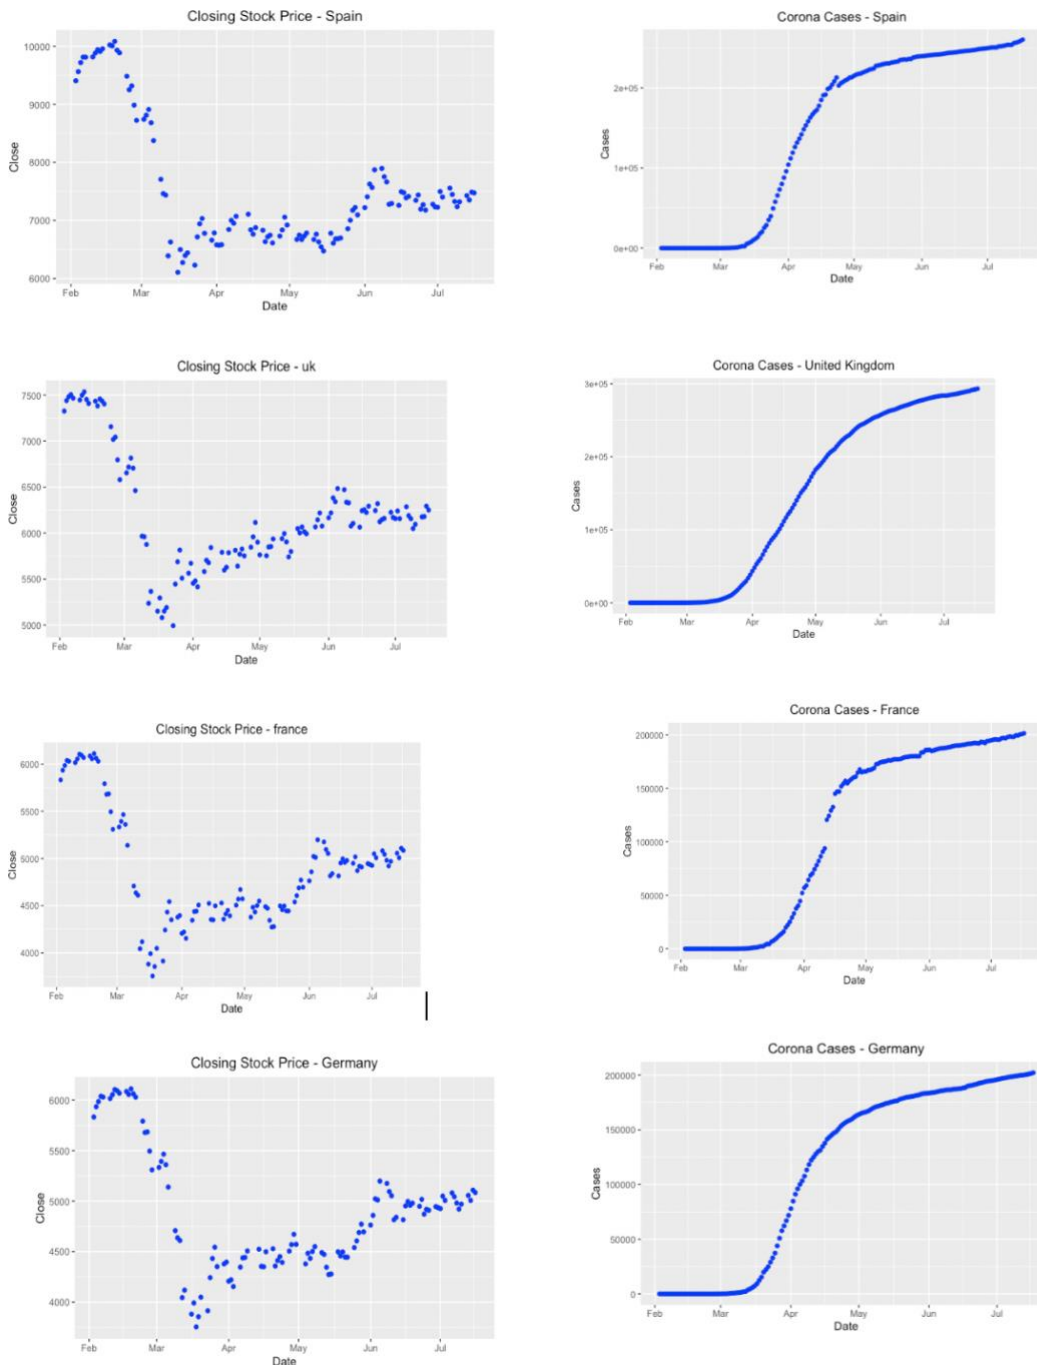 Closing Stock Price - Spain
Close
10000
9000
8000
7000
6000
Feb Mar Apr May Jun Jul
Date
Corona Cases - Spain
Cases
2e+05
1e+05
0e+00
Feb Mar Apr May Jun Jul
Date
Closing Stock Price - uk
Close
7500
7000
6500
6000
5500
5000
Feb Mar Apr May Jun Jul
Date
Corona Cases - United Kingdom
Cases
3e+05
2e+05
1e+05
0e+00
Feb Mar Apr May Jun Jul
Date
Closing Stock Price - france
Close
6000
5500
5000
4500
4000
Feb Mar Apr May Jun Jul
Date
Corona Cases - France
Cases
200000
150000
100000
50000
0
Feb Mar Apr May Jun Jul
Date
Closing Stock Price - Germany
Close
6000
5500
5000
4500
4000
Feb Mar Apr May Jun Jul
Date
Corona Cases - Germany
Cases
200000
150000
100000
50000
0
Feb Mar Apr May Jun Jul
Date